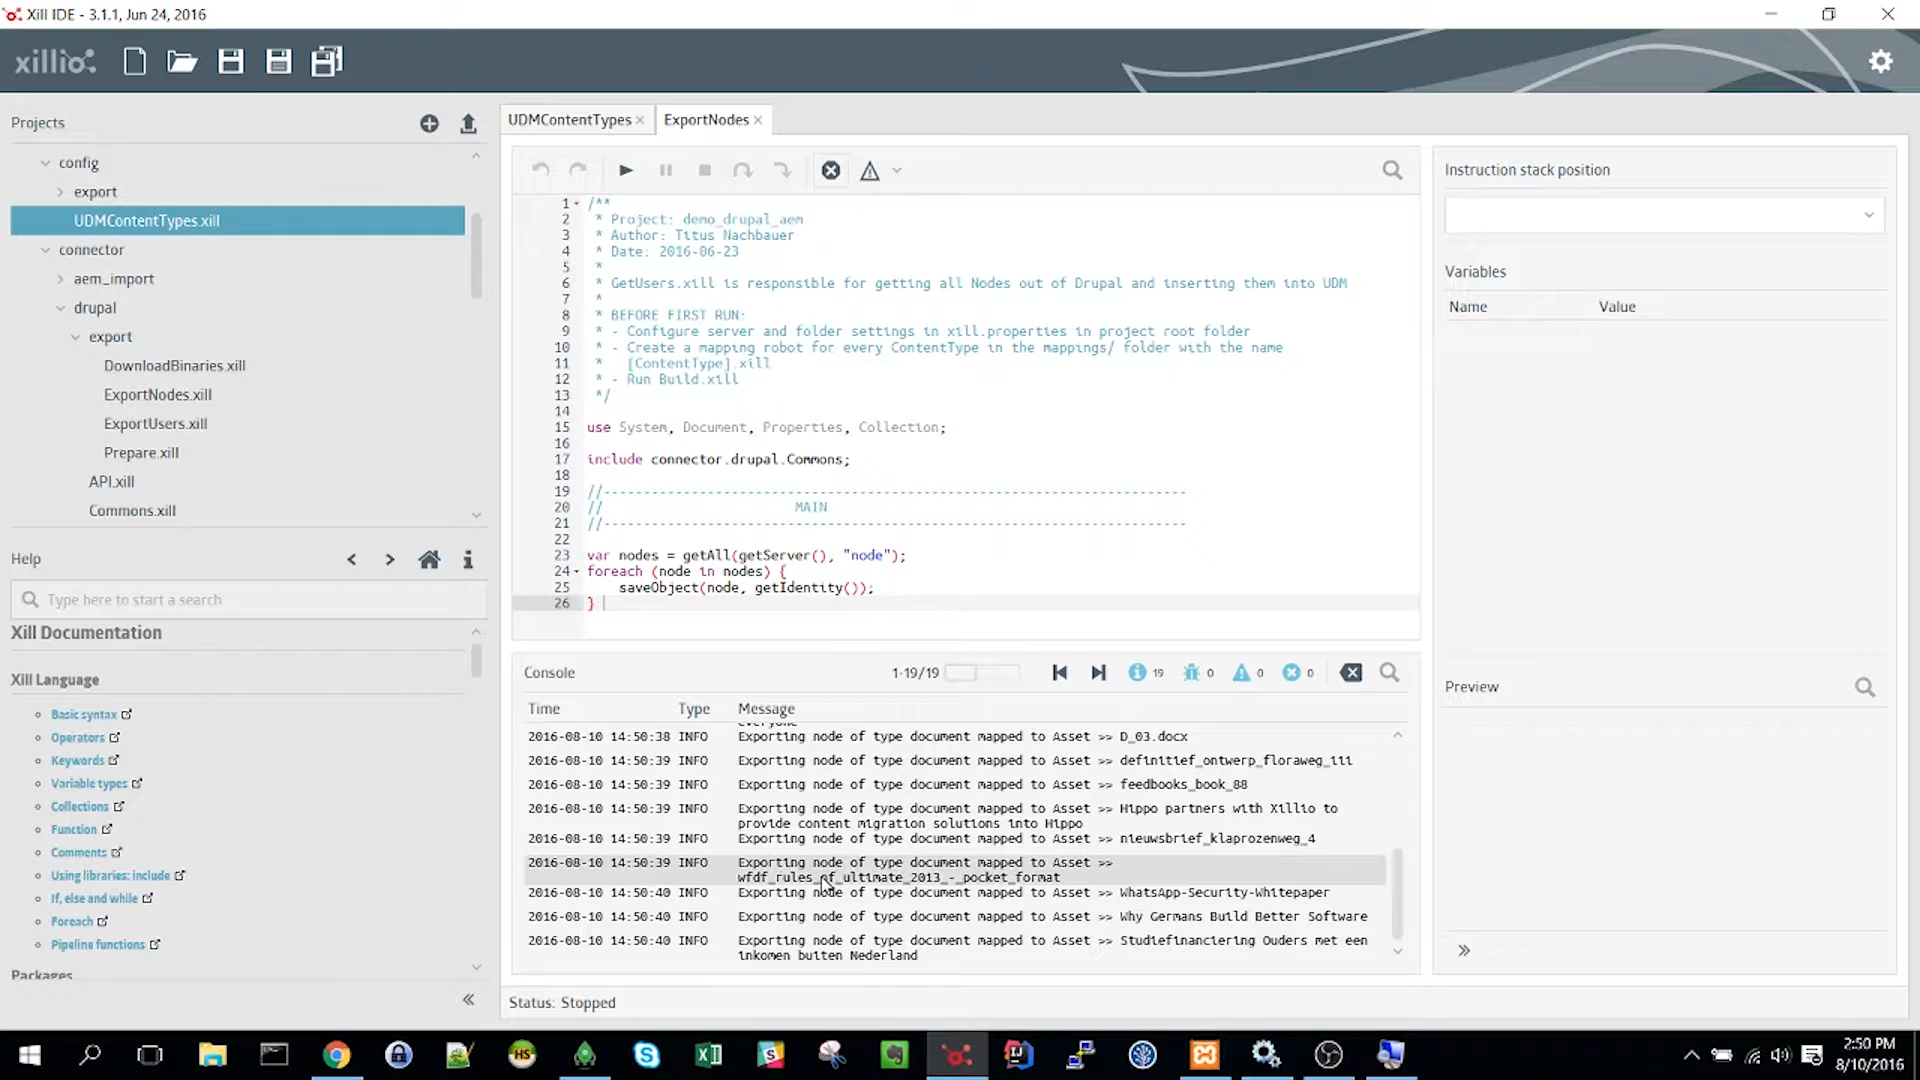 Xill IDE - 3.1.1, Jun 24, 2016
xillio
Projects
config
export
UDMContentTypes.xill
connector
aem_import
drupal
export
DownloadBinaries.xill
ExportNodes.xill
ExportUsers.xill
Prepare.xill
API.xill
Commons.xill
Help
Type here to start a search
Xill Documentation
Xill Language
Basic syntax
Operators
Keywords
Variable types
Collections
Function
Comments
Using libraries: include
If, else and while
Foreach
Pipeline functions
Packages
UDMContentTypes ×
ExportNodes ×
1 /**
2 * Project: demo_drupal_aem
3 * Author: Titus Nachbauer
4 * Date: 2016-06-23
5 *
6 * GetUsers.xill is responsible for getting all Nodes out of Drupal and inserting them into UDM
7 *
8 * BEFORE FIRST RUN:
9 * - Configure server and folder settings in xill.properties in project root folder
10 * - Create a mapping robot for every ContentType in the mappings/ folder with the name
11 * [ContentType].xill
12 * - Run Build.xill
13 */
14
15 use System, Document, Properties, Collection;
16
17 include connector.drupal.Commons;
18
19 //-------------------------------------------------------------------------
20 // MAIN
21 //-------------------------------------------------------------------------
22
23 var nodes = getAll(getServer(), "node");
24 foreach (node in nodes) {
25 saveObject(node, getIdentity());
26 }
Console
1-19/19
19
0
0
0
Time Type Message
everyone
2016-08-10 14:50:38 INFO Exporting node of type document mapped to Asset >> D_03.docx
2016-08-10 14:50:39 INFO Exporting node of type document mapped to Asset >> definitief_ontwerp_floraweg_iii
2016-08-10 14:50:39 INFO Exporting node of type document mapped to Asset >> feedbooks_book_88
2016-08-10 14:50:39 INFO Exporting node of type document mapped to Asset >> Hippo partners with Xillio to
provide content migration solutions into Hippo
2016-08-10 14:50:39 INFO Exporting node of type document mapped to Asset >> nieuwsbrief_klaprozenweg_4
2016-08-10 14:50:39 INFO Exporting node of type document mapped to Asset >>
wfdf_rules_of_ultimate_2013_-_pocket_format
2016-08-10 14:50:40 INFO Exporting node of type document mapped to Asset >> WhatsApp-Security-Whitepaper
2016-08-10 14:50:40 INFO Exporting node of type document mapped to Asset >> Why Germans Build Better Software
2016-08-10 14:50:40 INFO Exporting node of type document mapped to Asset >> Studiefinanciering Ouders met een
inkomen buiten Nederland
Status: Stopped
Instruction stack position
Variables
Name Value
Preview
HS
IJ
2:50 PM
8/10/2016